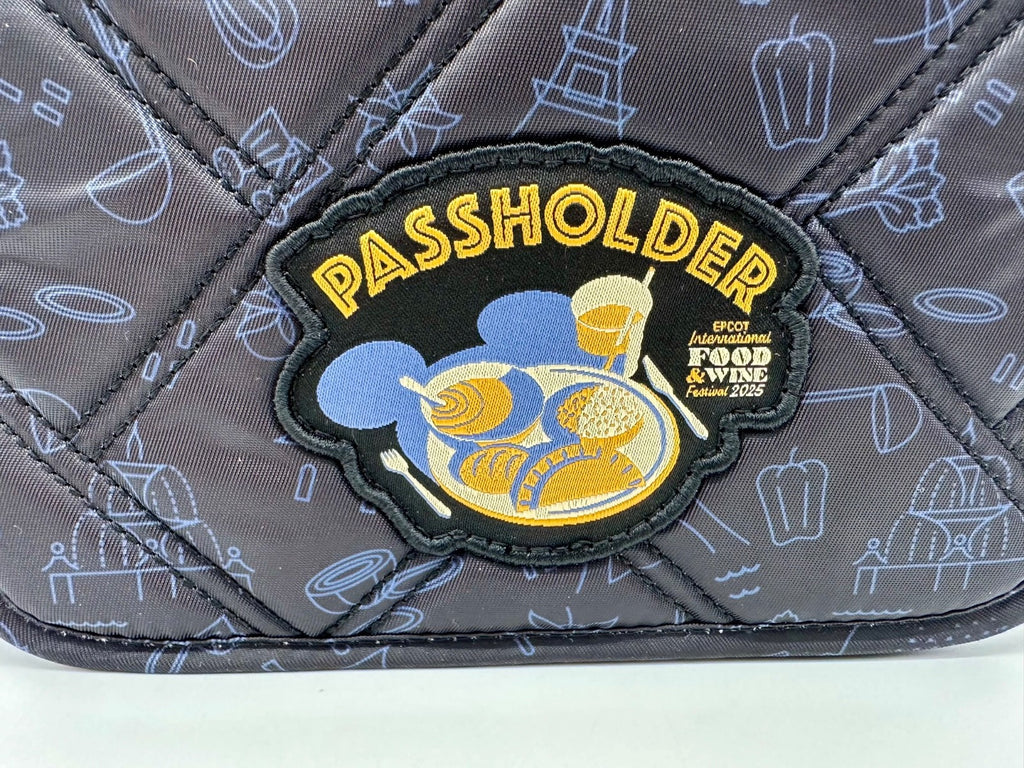 PASSHOLDER
EPCOT
International
FOOD
& WINE
Festival 2025